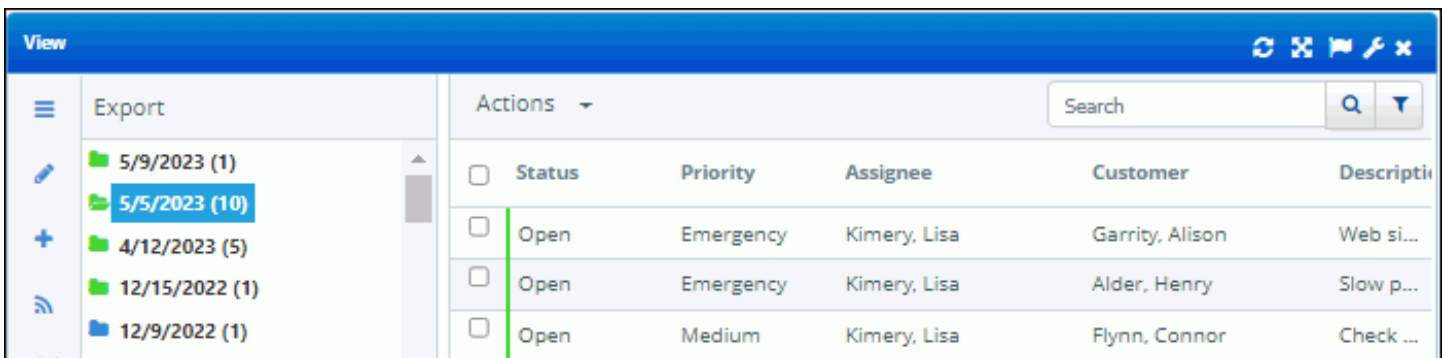 View
Export
Actions
Search
5/9/2023 (1)
5/5/2023 (10)
4/12/2023 (5)
12/15/2022 (1)
12/9/2022 (1)
Status Priority Assignee Customer Descripti
Open Emergency Kimery, Lisa Garrity, Alison Web si...
Open Emergency Kimery, Lisa Alder, Henry Slow p...
Open Medium Kimery, Lisa Flynn, Connor Check ...